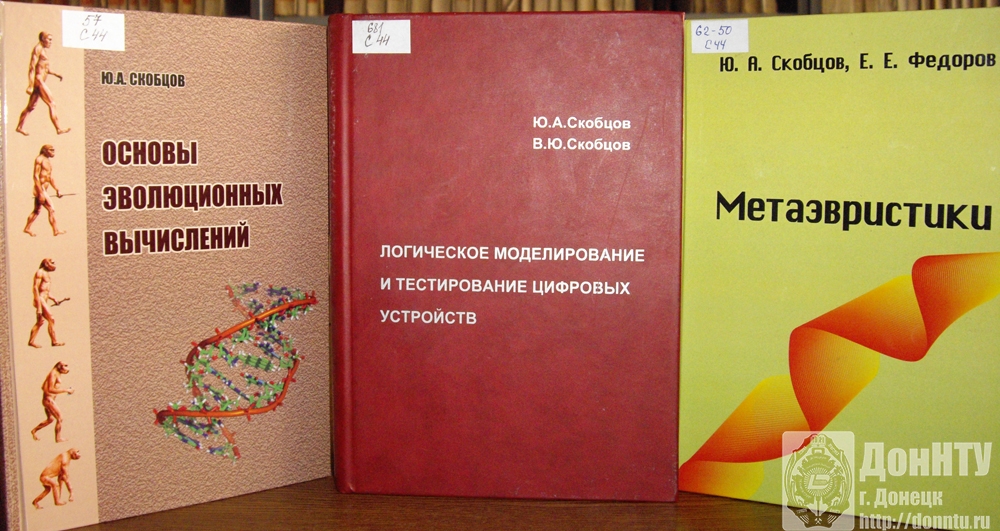 57
С 44
Ю.А. СКОБЦОВ
ОСНОВЫ
ЭВОЛЮЦИОННЫХ
ВЫЧИСЛЕНИЙ
681
С 44
Ю.А.Скобцов
В.Ю.Скобцов
ЛОГИЧЕСКОЕ МОДЕЛИРОВАНИЕ
И ТЕСТИРОВАНИЕ ЦИФРОВЫХ
УСТРОЙСТВ
62-50
С44
Ю. А. Скобцов, Е. Е. Федоров
Метаэвристики
ДонНТУ
г. Донецк
http://donntu.ru